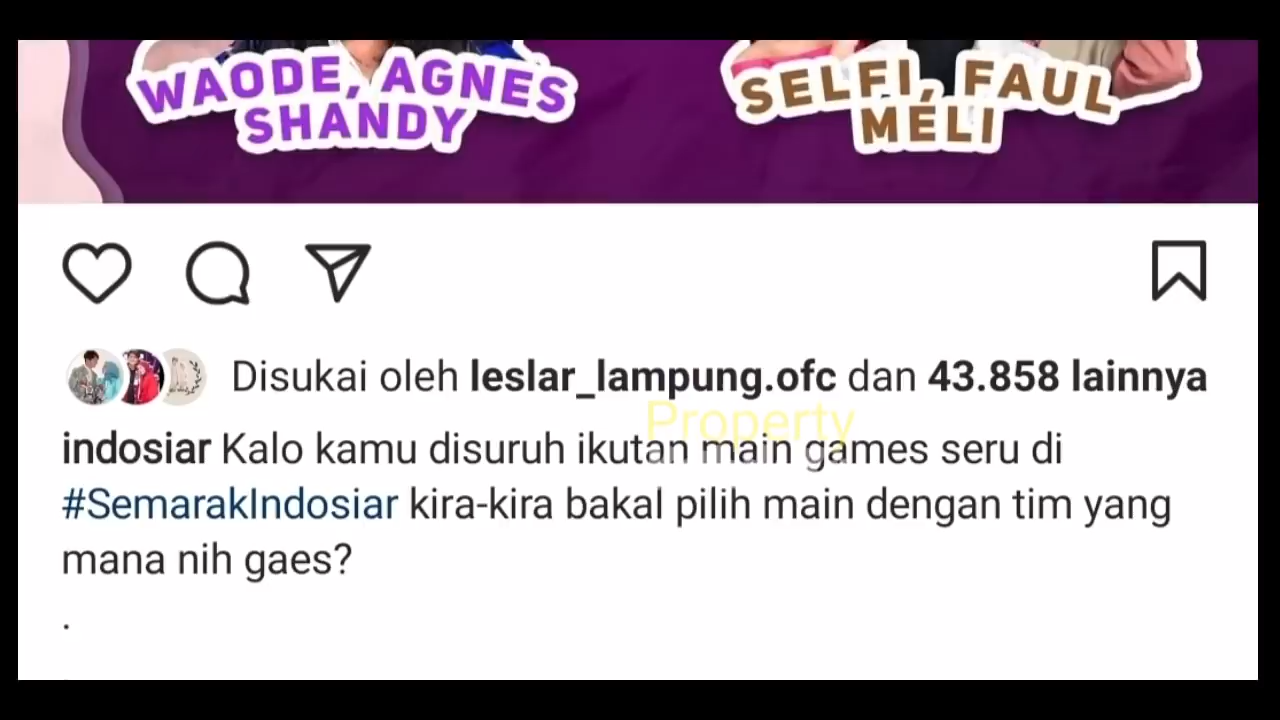 WAODE, AGNES
SHANDY
SELFI, FAUL
MELI
Disukai oleh leslar_lampung.ofc dan 43.858 lainnya
Property
indosiar Kalo kamu disuruh ikutan main games seru di
#SemarakIndosiar kira-kira bakal pilih main dengan tim yang
mana nih gaes?
.